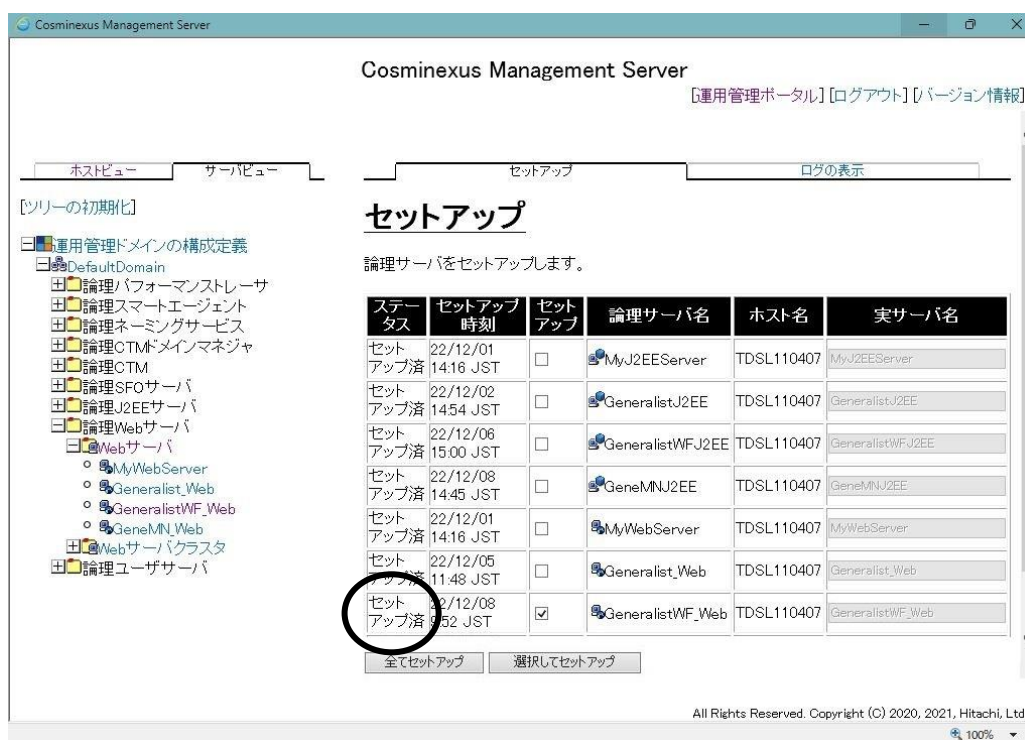 Cosminexus Management Server
Cosminexus Management Server
[運用管理ポータル] [ログアウト] [バージョン情報]
ホストビュー サーバビュー セットアップ ログの表示
[ツリーの初期化]
運用管理ドメインの構成定義
DefaultDomain
論理パフォーマンストレーサ
論理スマートエージェント
論理ネーミングサービス
論理CTMドメインマネジャ
論理CTM
論理SFOサーバ
論理J2EEサーバ
論理Webサーバ
Webサーバ
MyWebServer
Generalist_Web
GeneralistWF_Web
GeneMN_Web
Webサーバクラスタ
論理ユーザサーバ
セットアップ
論理サーバをセットアップします。
ステータス セットアップ時刻 セットアップ 論理サーバ名 ホスト名 実サーバ名
セットアップ済 22/12/01 14:16 JST MyJ2EEServer TDSL110407 MyJ2EEServer
セットアップ済 22/12/02 14:54 JST GeneralistJ2EE TDSL110407 GeneralistJ2EE
セットアップ済 22/12/06 15:00 JST GeneralistWFJ2EE TDSL110407 GeneralistWFJ2EE
セットアップ済 22/12/08 14:45 JST GeneMNJ2EE TDSL110407 GeneMNJ2EE
セットアップ済 22/12/01 14:16 JST MyWebServer TDSL110407 MyWebServer
セットアップ済 22/12/05 11:48 JST Generalist_Web TDSL110407 Generalist_Web
セットアップ済 22/12/08 9:52 JST GeneralistWF_Web TDSL110407 GeneralistWF_Web
全てセットアップ 選択してセットアップ
All Rights Reserved. Copyright (C) 2020, 2021, Hitachi, Ltd
100%